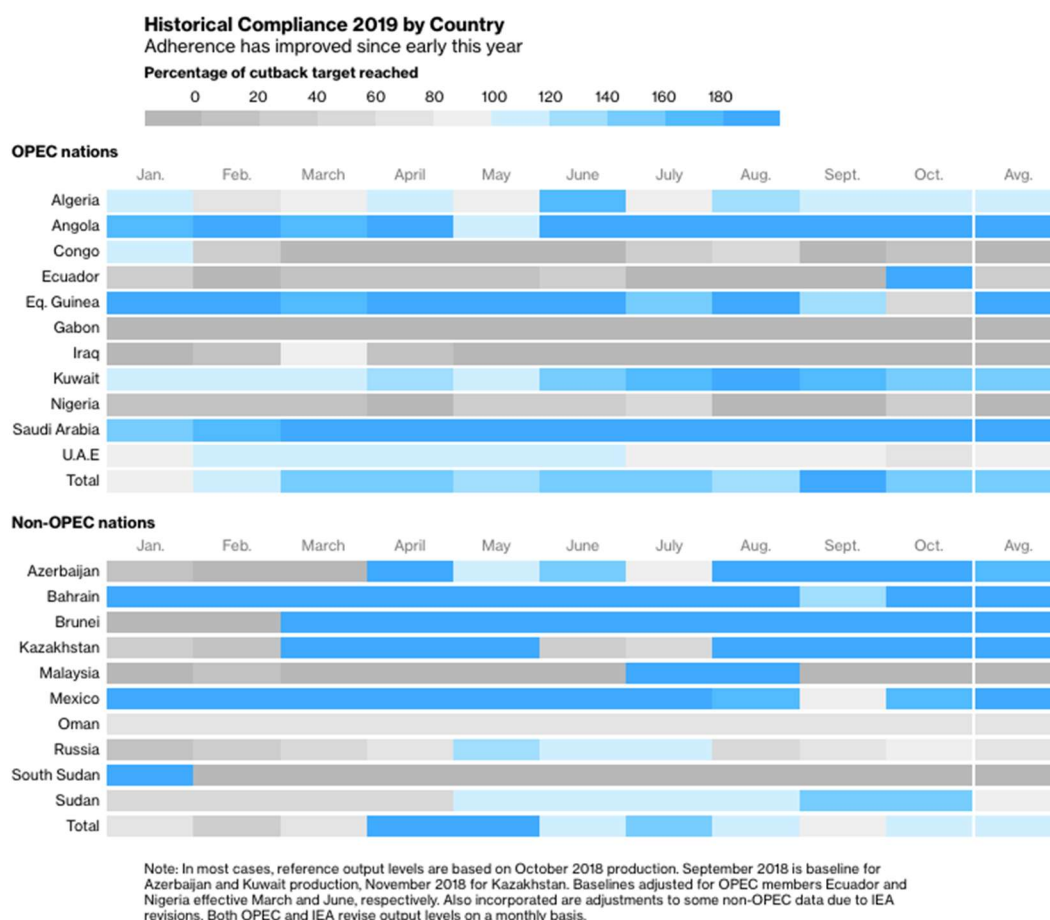 Historical Compliance 2019 by Country
Adherence has improved since early this year
Percentage of cutback target reached
0 20 40 60 80 100 120 140 160 180
OPEC nations
Jan. Feb. March April May June July Aug. Sept. Oct. Avg.
Algeria
Angola
Congo
Ecuador
Eq. Guinea
Gabon
Iraq
Kuwait
Nigeria
Saudi Arabia
U.A.E
Total
Non-OPEC nations
Jan. Feb. March April May June July Aug. Sept. Oct. Avg.
Azerbaijan
Bahrain
Brunei
Kazakhstan
Malaysia
Mexico
Oman
Russia
South Sudan
Sudan
Total
Note: In most cases, reference output levels are based on October 2018 production. September 2018 is baseline for
Azerbaijan and Kuwait production, November 2018 for Kazakhstan. Baselines adjusted for OPEC members Ecuador and
Nigeria effective March and June, respectively. Also incorporated are adjustments to some non-OPEC data due to IEA
revisions. Both OPEC and IEA revise output levels on a monthly basis.